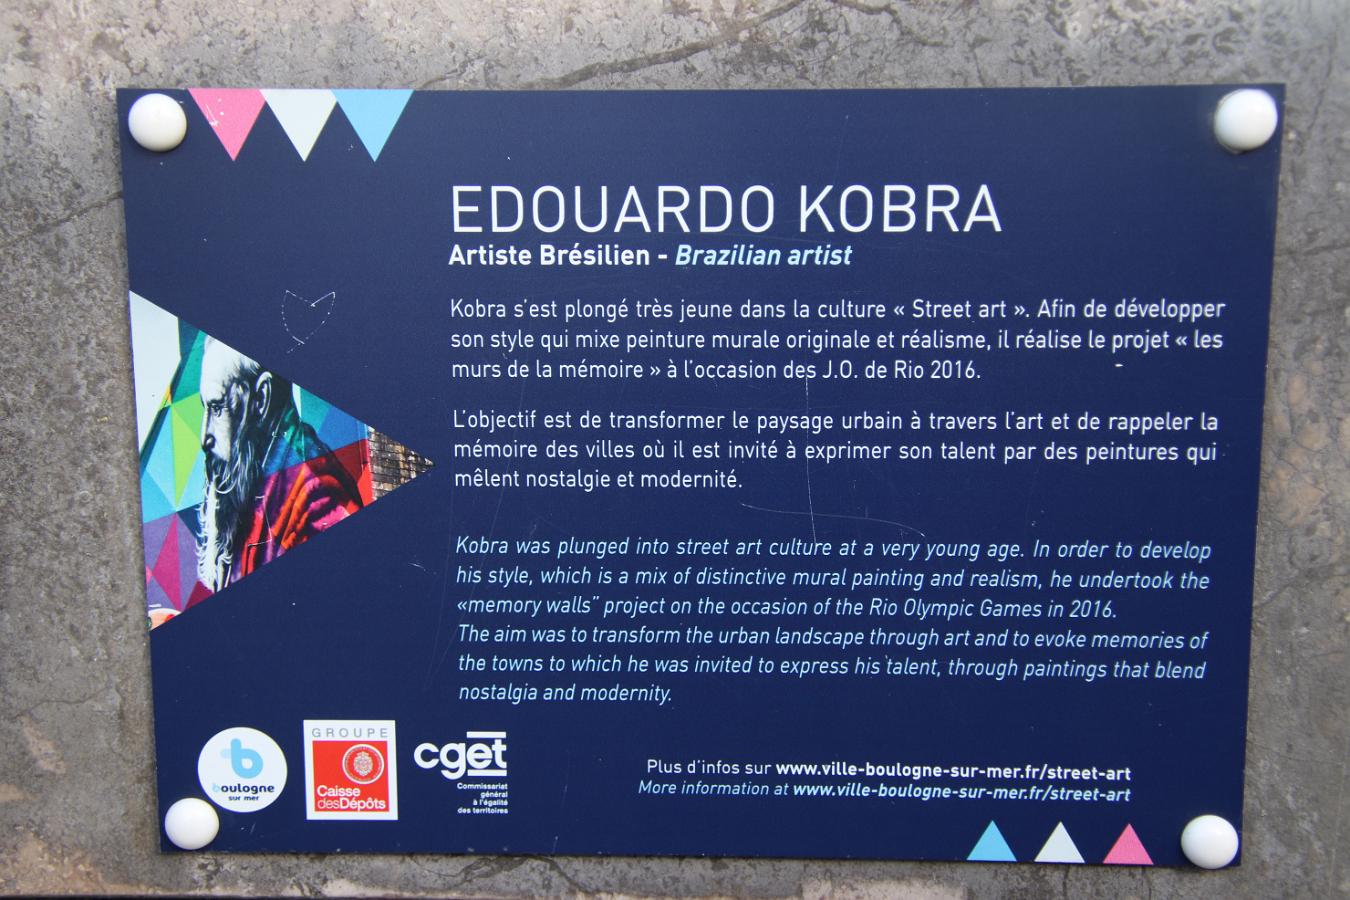 EDOUARDO KOBRA
Artiste Brésilien - Brazilian artist
Kobra s'est plongé très jeune dans la culture « Street art ». Afin de développer
son style qui mixe peinture murale originale et réalisme, il réalise le projet « les
murs de la mémoire » à l'occasion des J.O. de Rio 2016.
L'objectif est de transformer le paysage urbain à travers l'art et de rappeler la
mémoire des villes où il est invité à exprimer son talent par des peintures qui
mêlent nostalgie et modernité.
Kobra was plunged into street art culture at a very young age. In order to develop
his style, which is a mix of distinctive mural painting and realism, he undertook the
«memory walls" project on the occasion of the Rio Olympic Games in 2016.
The aim was to transform the urban landscape through art and to evoke memories of
the towns to which he was invited to express his talent, through paintings that blend
nostalgia and modernity.
b
boulogne
sur mer
GROUPE
Caisse
desDépôts
cget
Commissariat
général
à l'égalité
des territoires
Plus d'infos sur www.ville-boulogne-sur-mer.fr/street-art
More information at www.ville-boulogne-sur-mer.fr/street-art